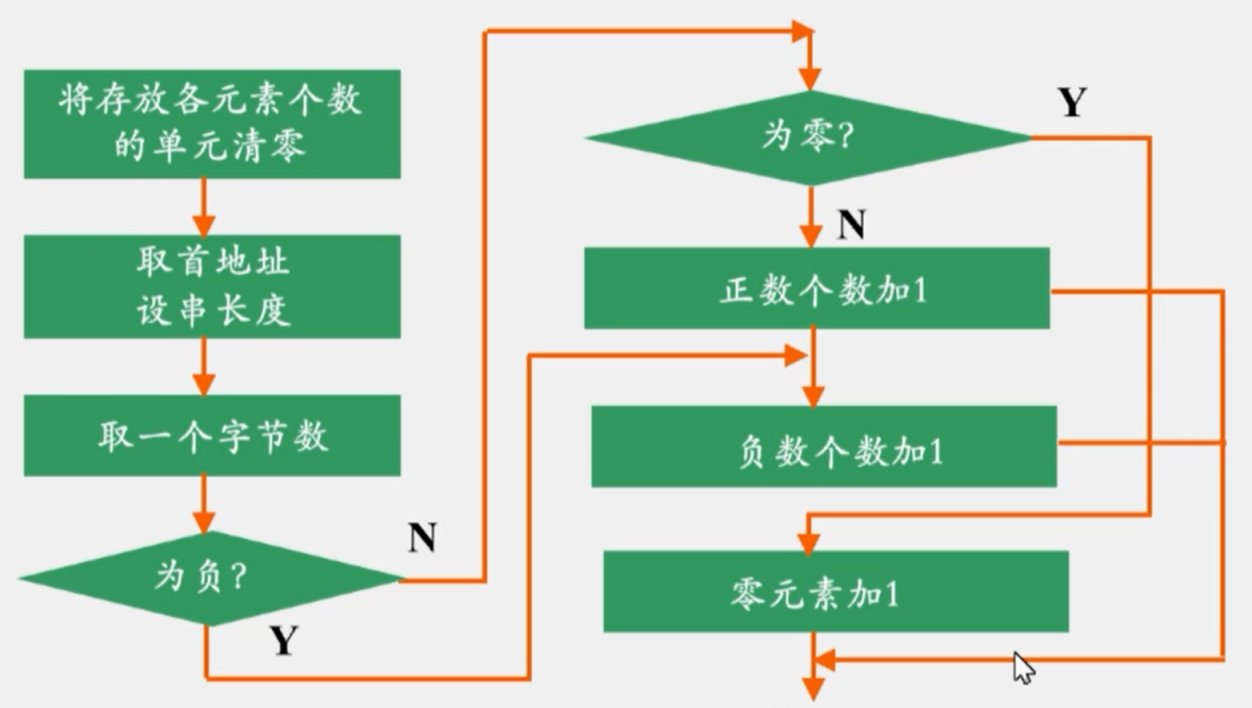 将存放各元素个数
的单元清零
取首地址
设串长度
取一个字节数
为负?
N
Y
为零?
Y
N
正数个数加1
负数个数加1
零元素加1